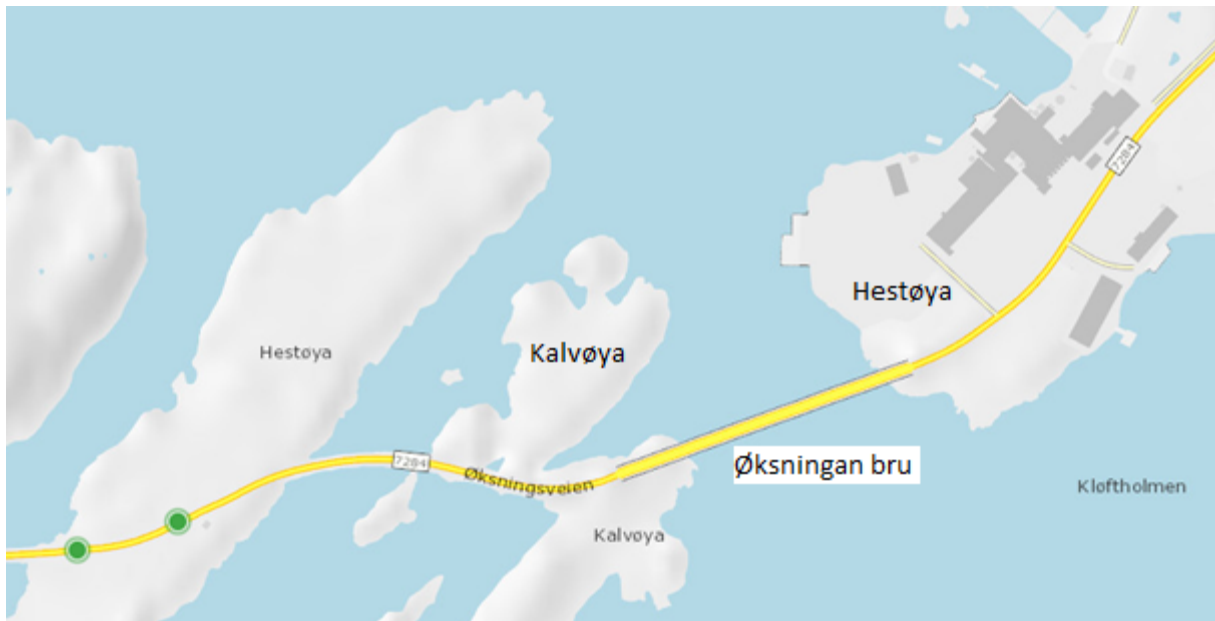 7284
Hestøya
Hestøya
Kalvøya
7284
Øksningsveien
Øksningan bru
Kløftholmen
Kalvøya